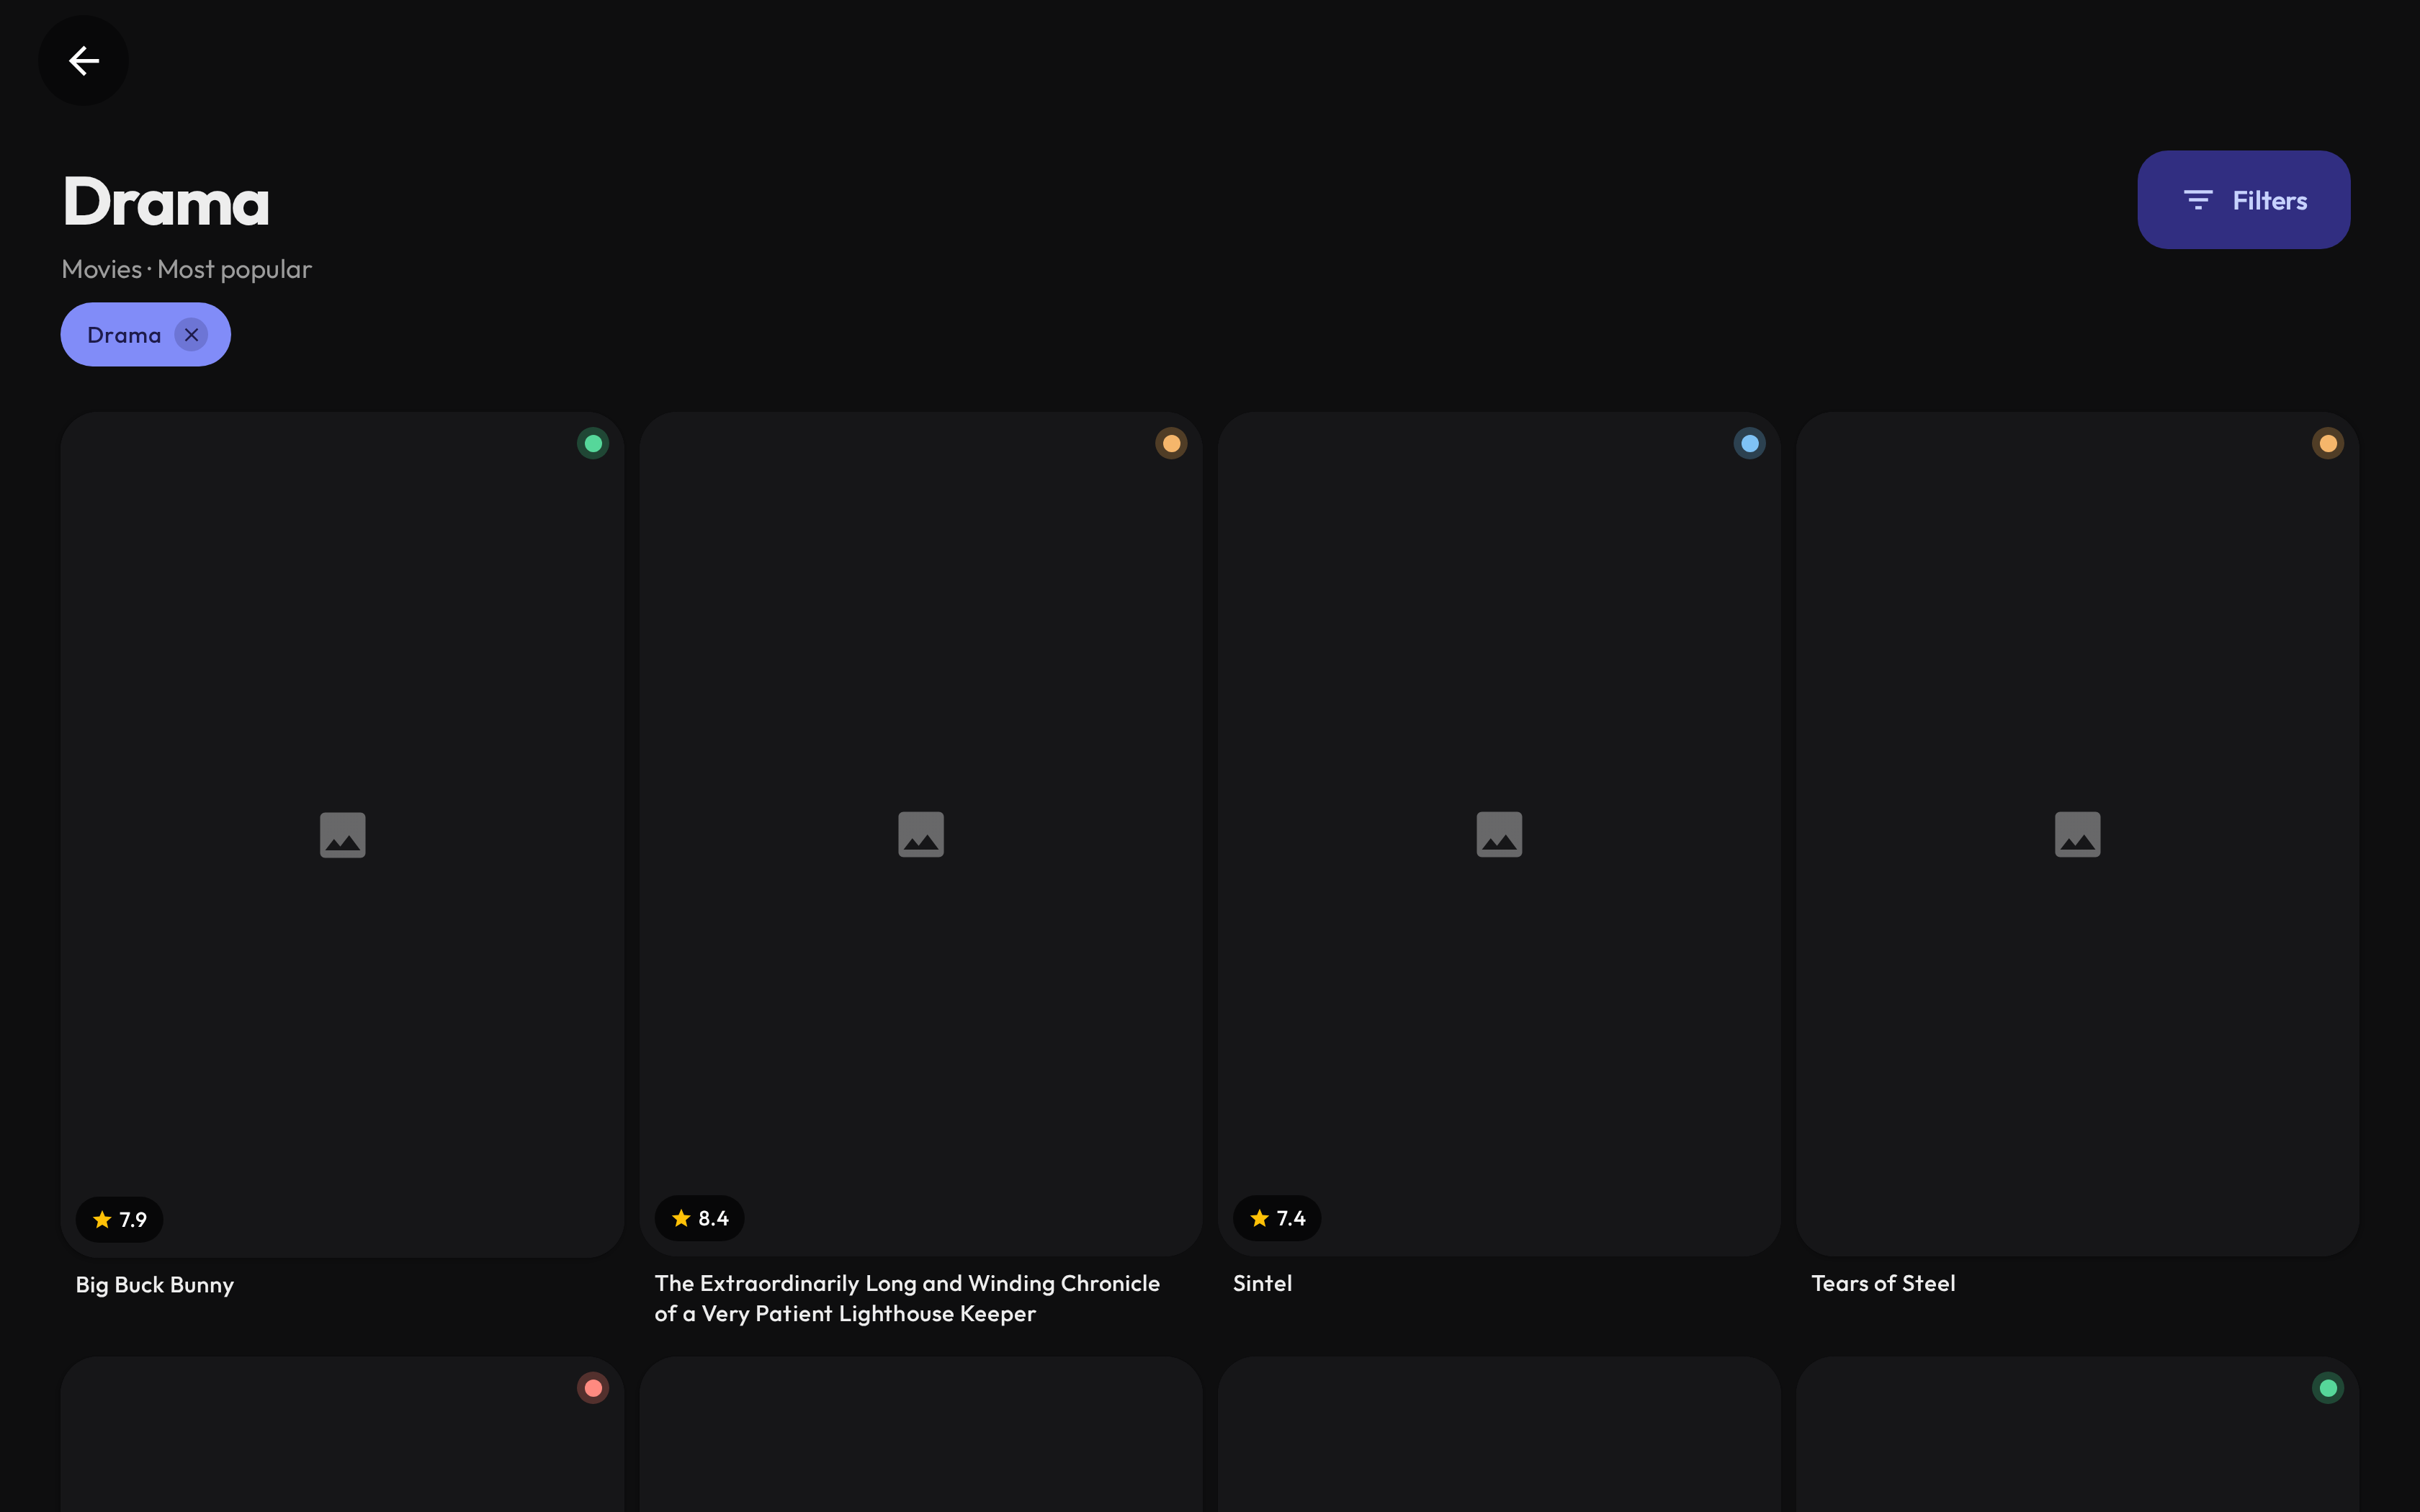 Drama
Filters
Movies · Most popular
Drama
7.9
8.4
7.4
Big Buck Bunny
The Extraordinarily Long and Winding Chronicle
of a Very Patient Lighthouse Keeper
Sintel
Tears of Steel